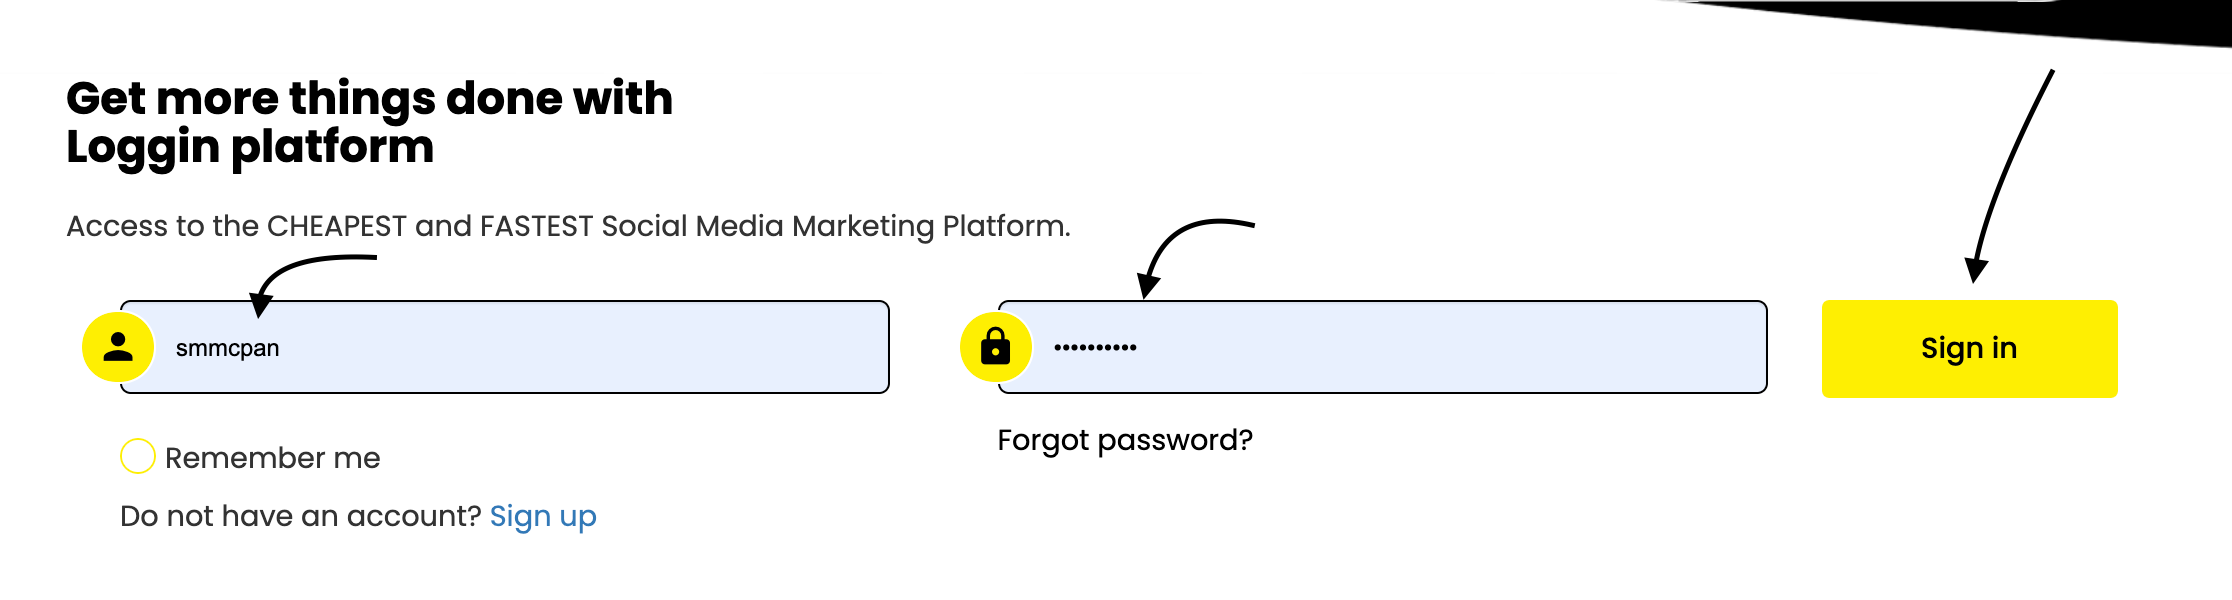 Get more things done with
Loggin platform
Access to the CHEAPEST and FASTEST Social Media Marketing Platform.
smmcpan
••••••••••
Sign in
Remember me
Forgot password?
Do not have an account? Sign up